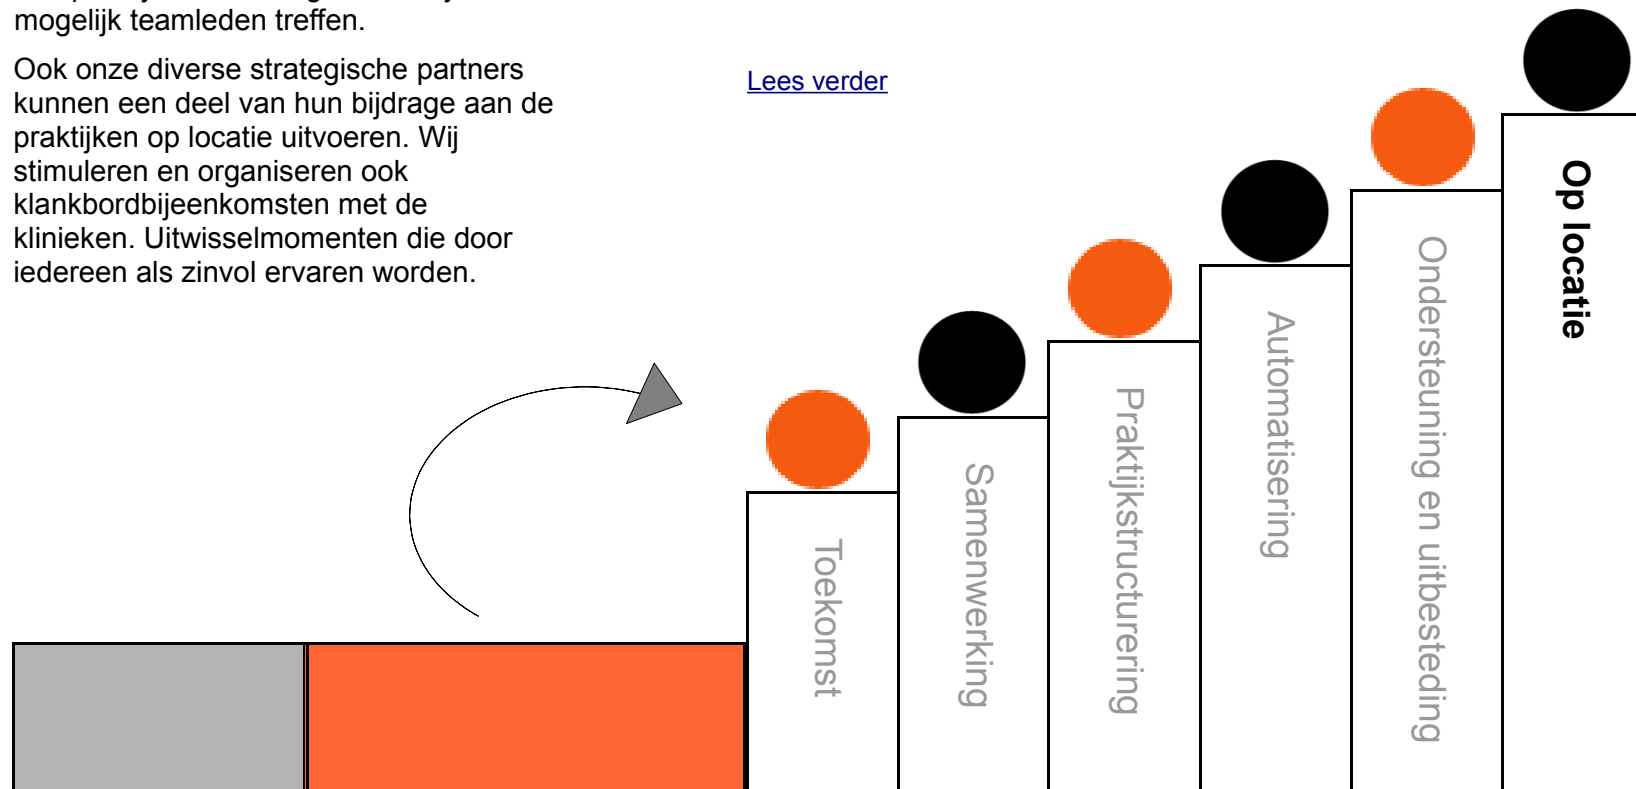 mogelijk teamleden treffen.
Ook onze diverse strategische partners
kunnen een deel van hun bijdrage aan de
praktijken op locatie uitvoeren. Wij
stimuleren en organiseren ook
klankbordbijeenkomsten met de
klinieken. Uitwisselmomenten die door
iedereen als zinvol ervaren worden.
Lees verder
Toekomst
Samenwerking
Praktijkstructurering
Automatisering
Ondersteuning en uitbesteding
Op locatie